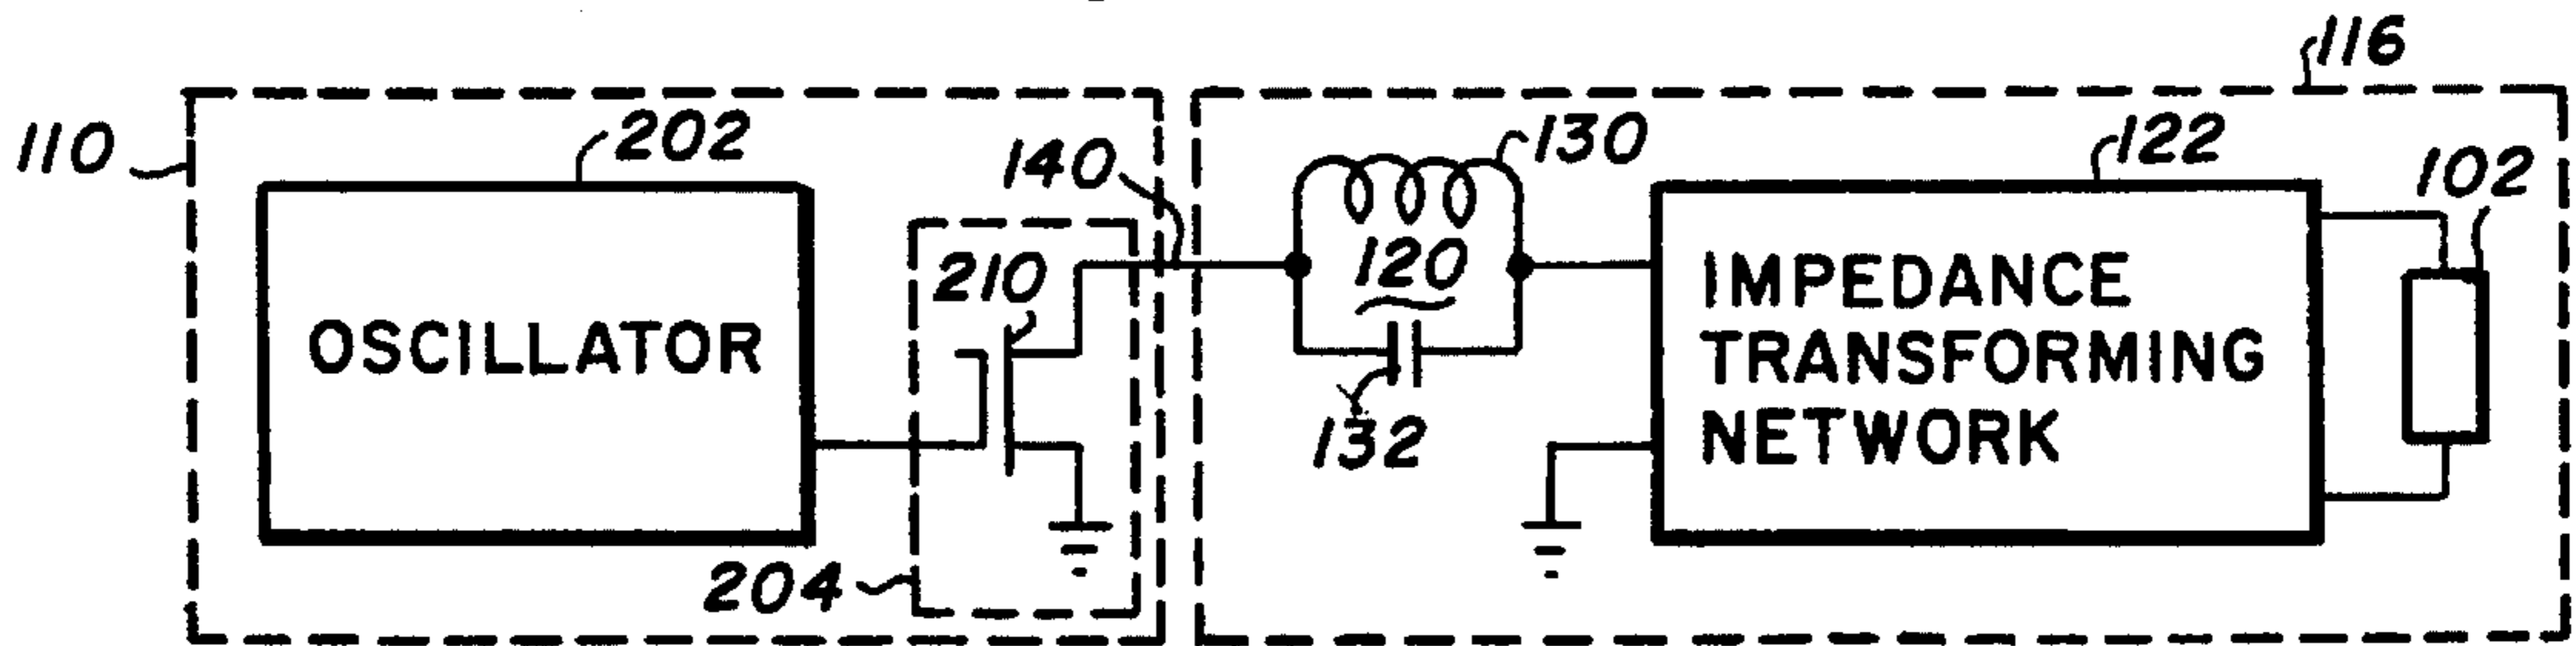 116
110
202
140
130
122
102
210
120
OSCILLATOR
IMPEDANCE
TRANSFORMING
NETWORK
132
204